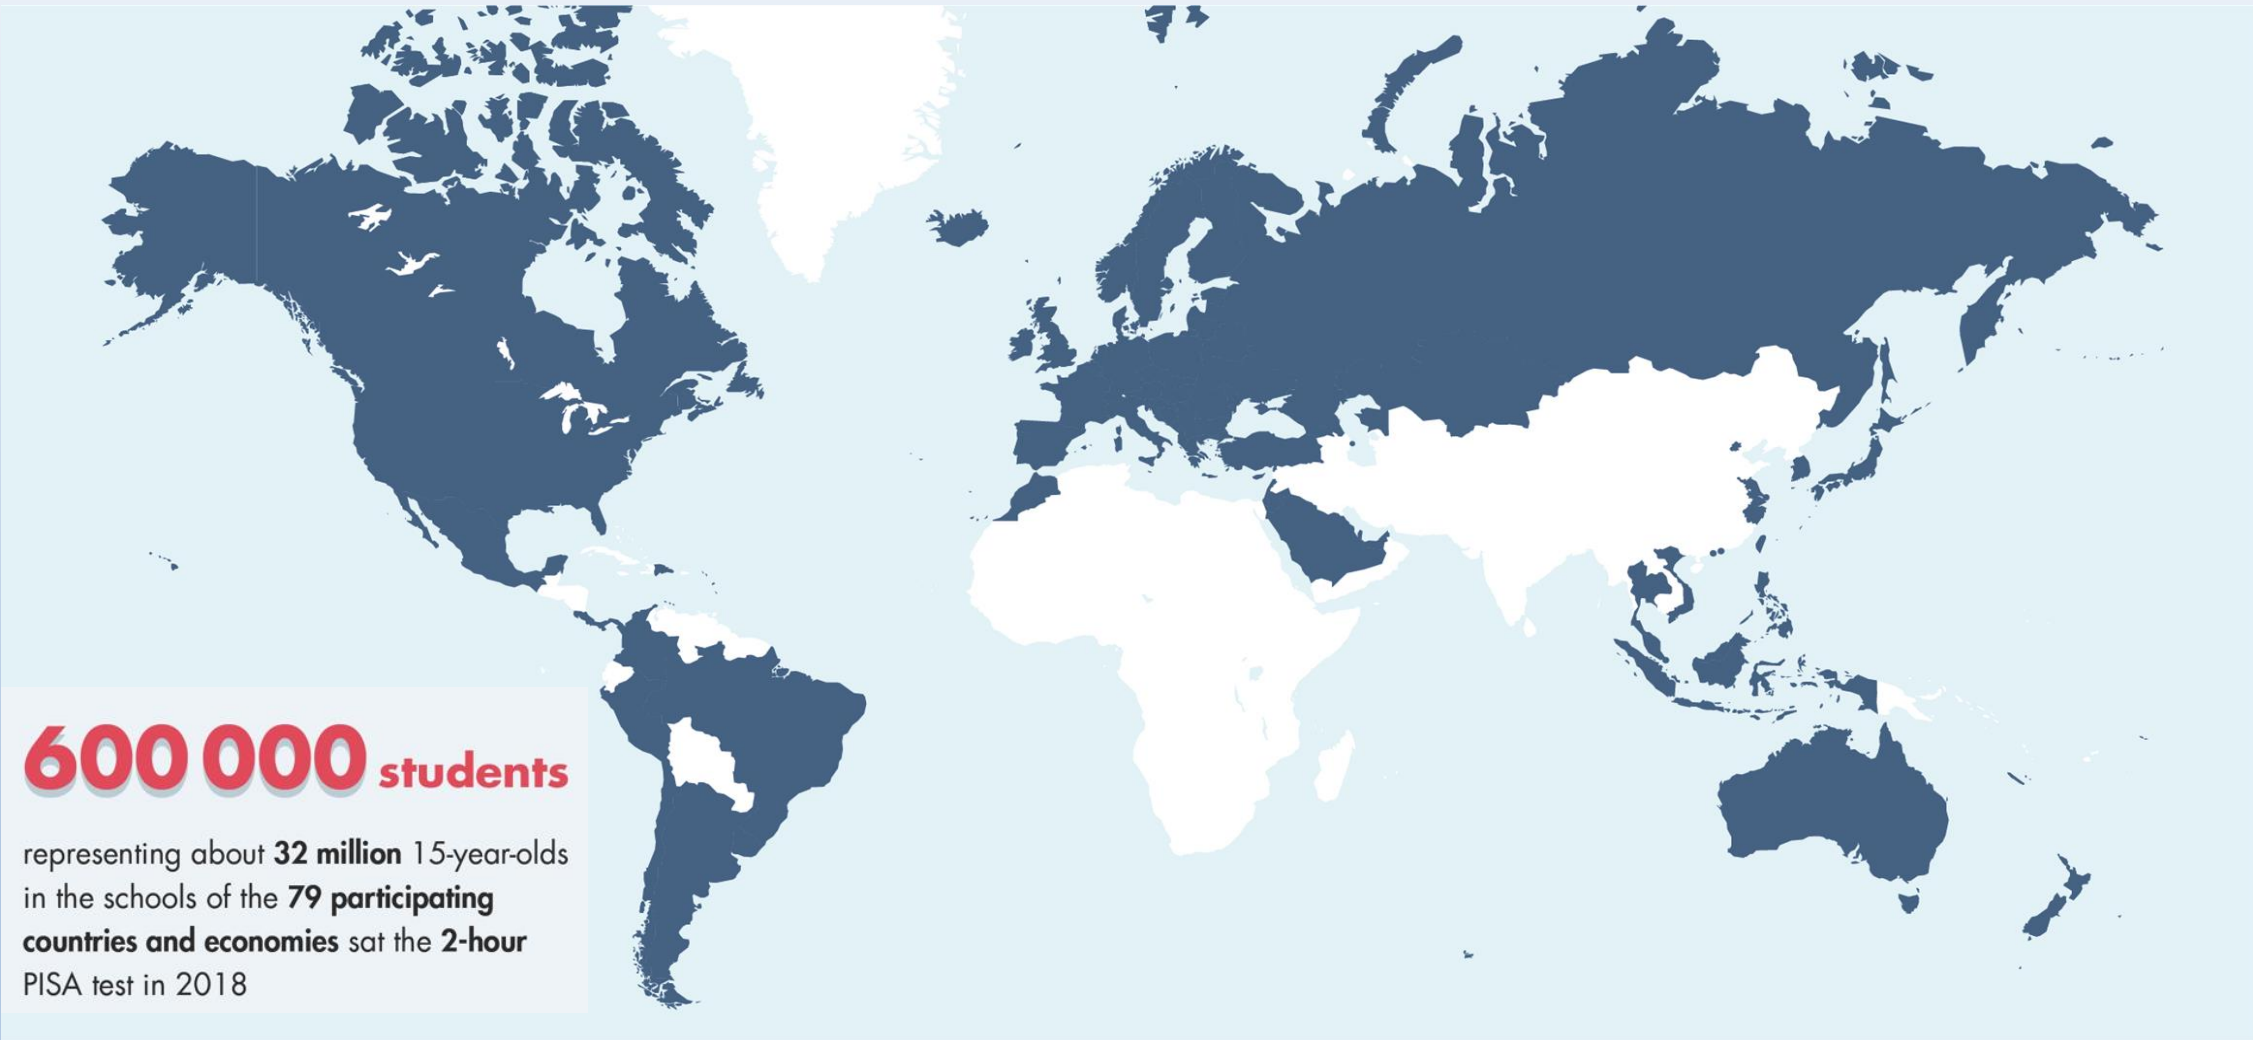 600 000 students
representing about 32 million 15-year-olds
in the schools of the 79 participating
countries and economies sat the 2-hour
PISA test in 2018